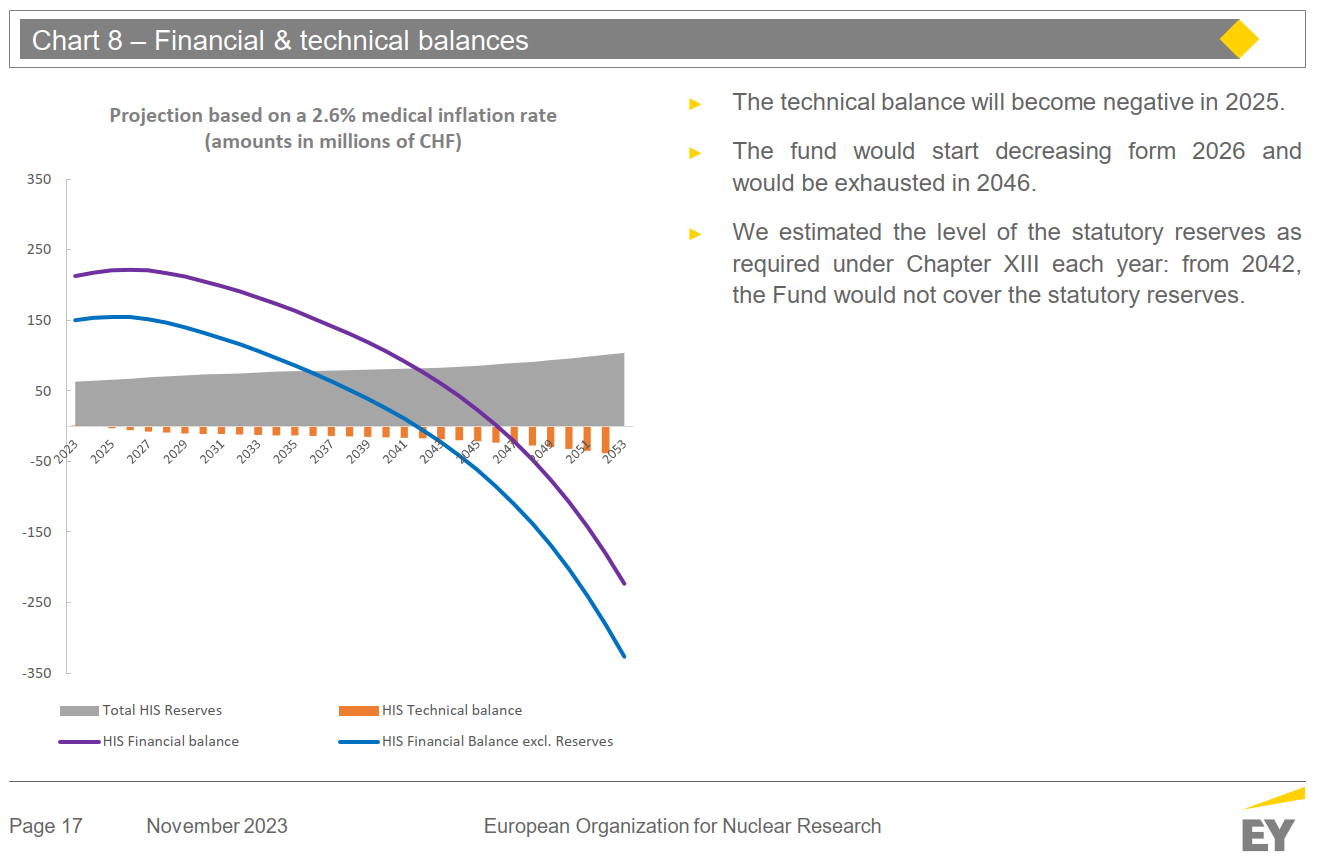 Chart 8 – Financial & technical balances
Projection based on a 2.6% medical inflation rate
(amounts in millions of CHF)
350
250
150
50
-50
-150
-250
-350
2023
2025
2027
2029
2031
2033
2035
2037
2039
2041
2043
2045
2047
2049
2051
2053
Total HIS Reserves
HIS Technical balance
HIS Financial balance
HIS Financial Balance excl. Reserves
► The technical balance will become negative in 2025.
► The fund would start decreasing form 2026 and
would be exhausted in 2046.
► We estimated the level of the statutory reserves as
required under Chapter XIII each year: from 2042,
the Fund would not cover the statutory reserves.
Page 17
November 2023
European Organization for Nuclear Research
EY